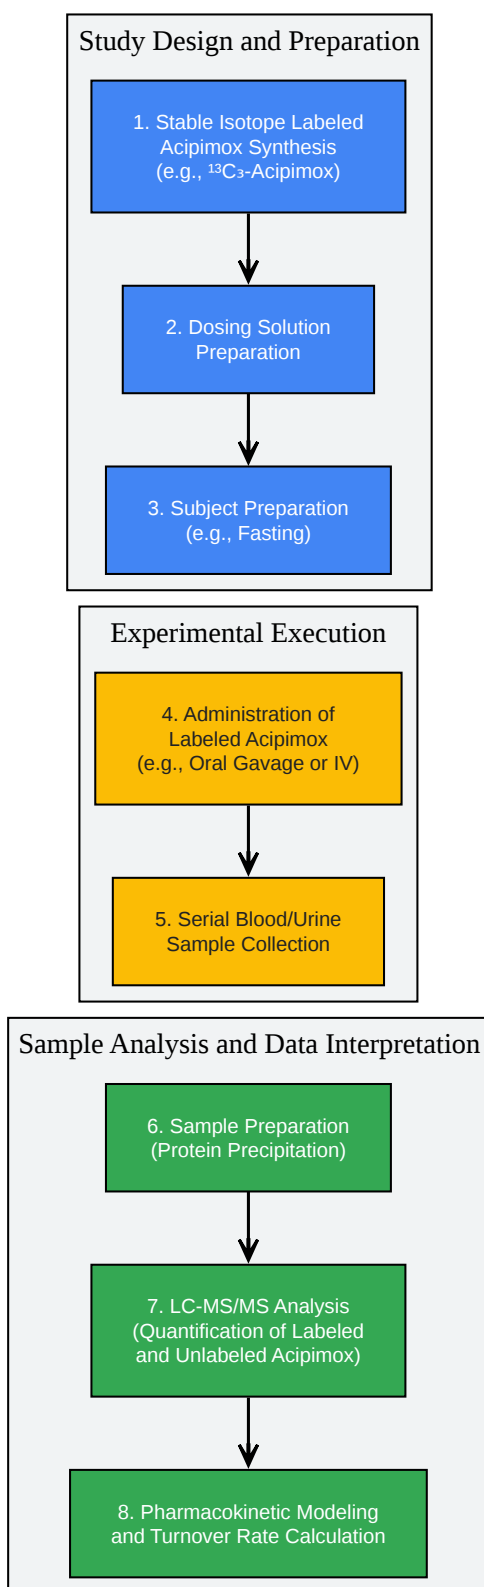 Study Design and Preparation
1. Stable Isotope Labeled
Acipimox Synthesis
(e.g., ¹³C₃-Acipimox)
2. Dosing Solution
Preparation
3. Subject Preparation
(e.g., Fasting)
Experimental Execution
4. Administration of
Labeled Acipimox
(e.g., Oral Gavage or IV)
5. Serial Blood/Urine
Sample Collection
Sample Analysis and Data Interpretation
6. Sample Preparation
(Protein Precipitation)
7. LC-MS/MS Analysis
(Quantification of Labeled
and Unlabeled Acipimox)
8. Pharmacokinetic Modeling
and Turnover Rate Calculation